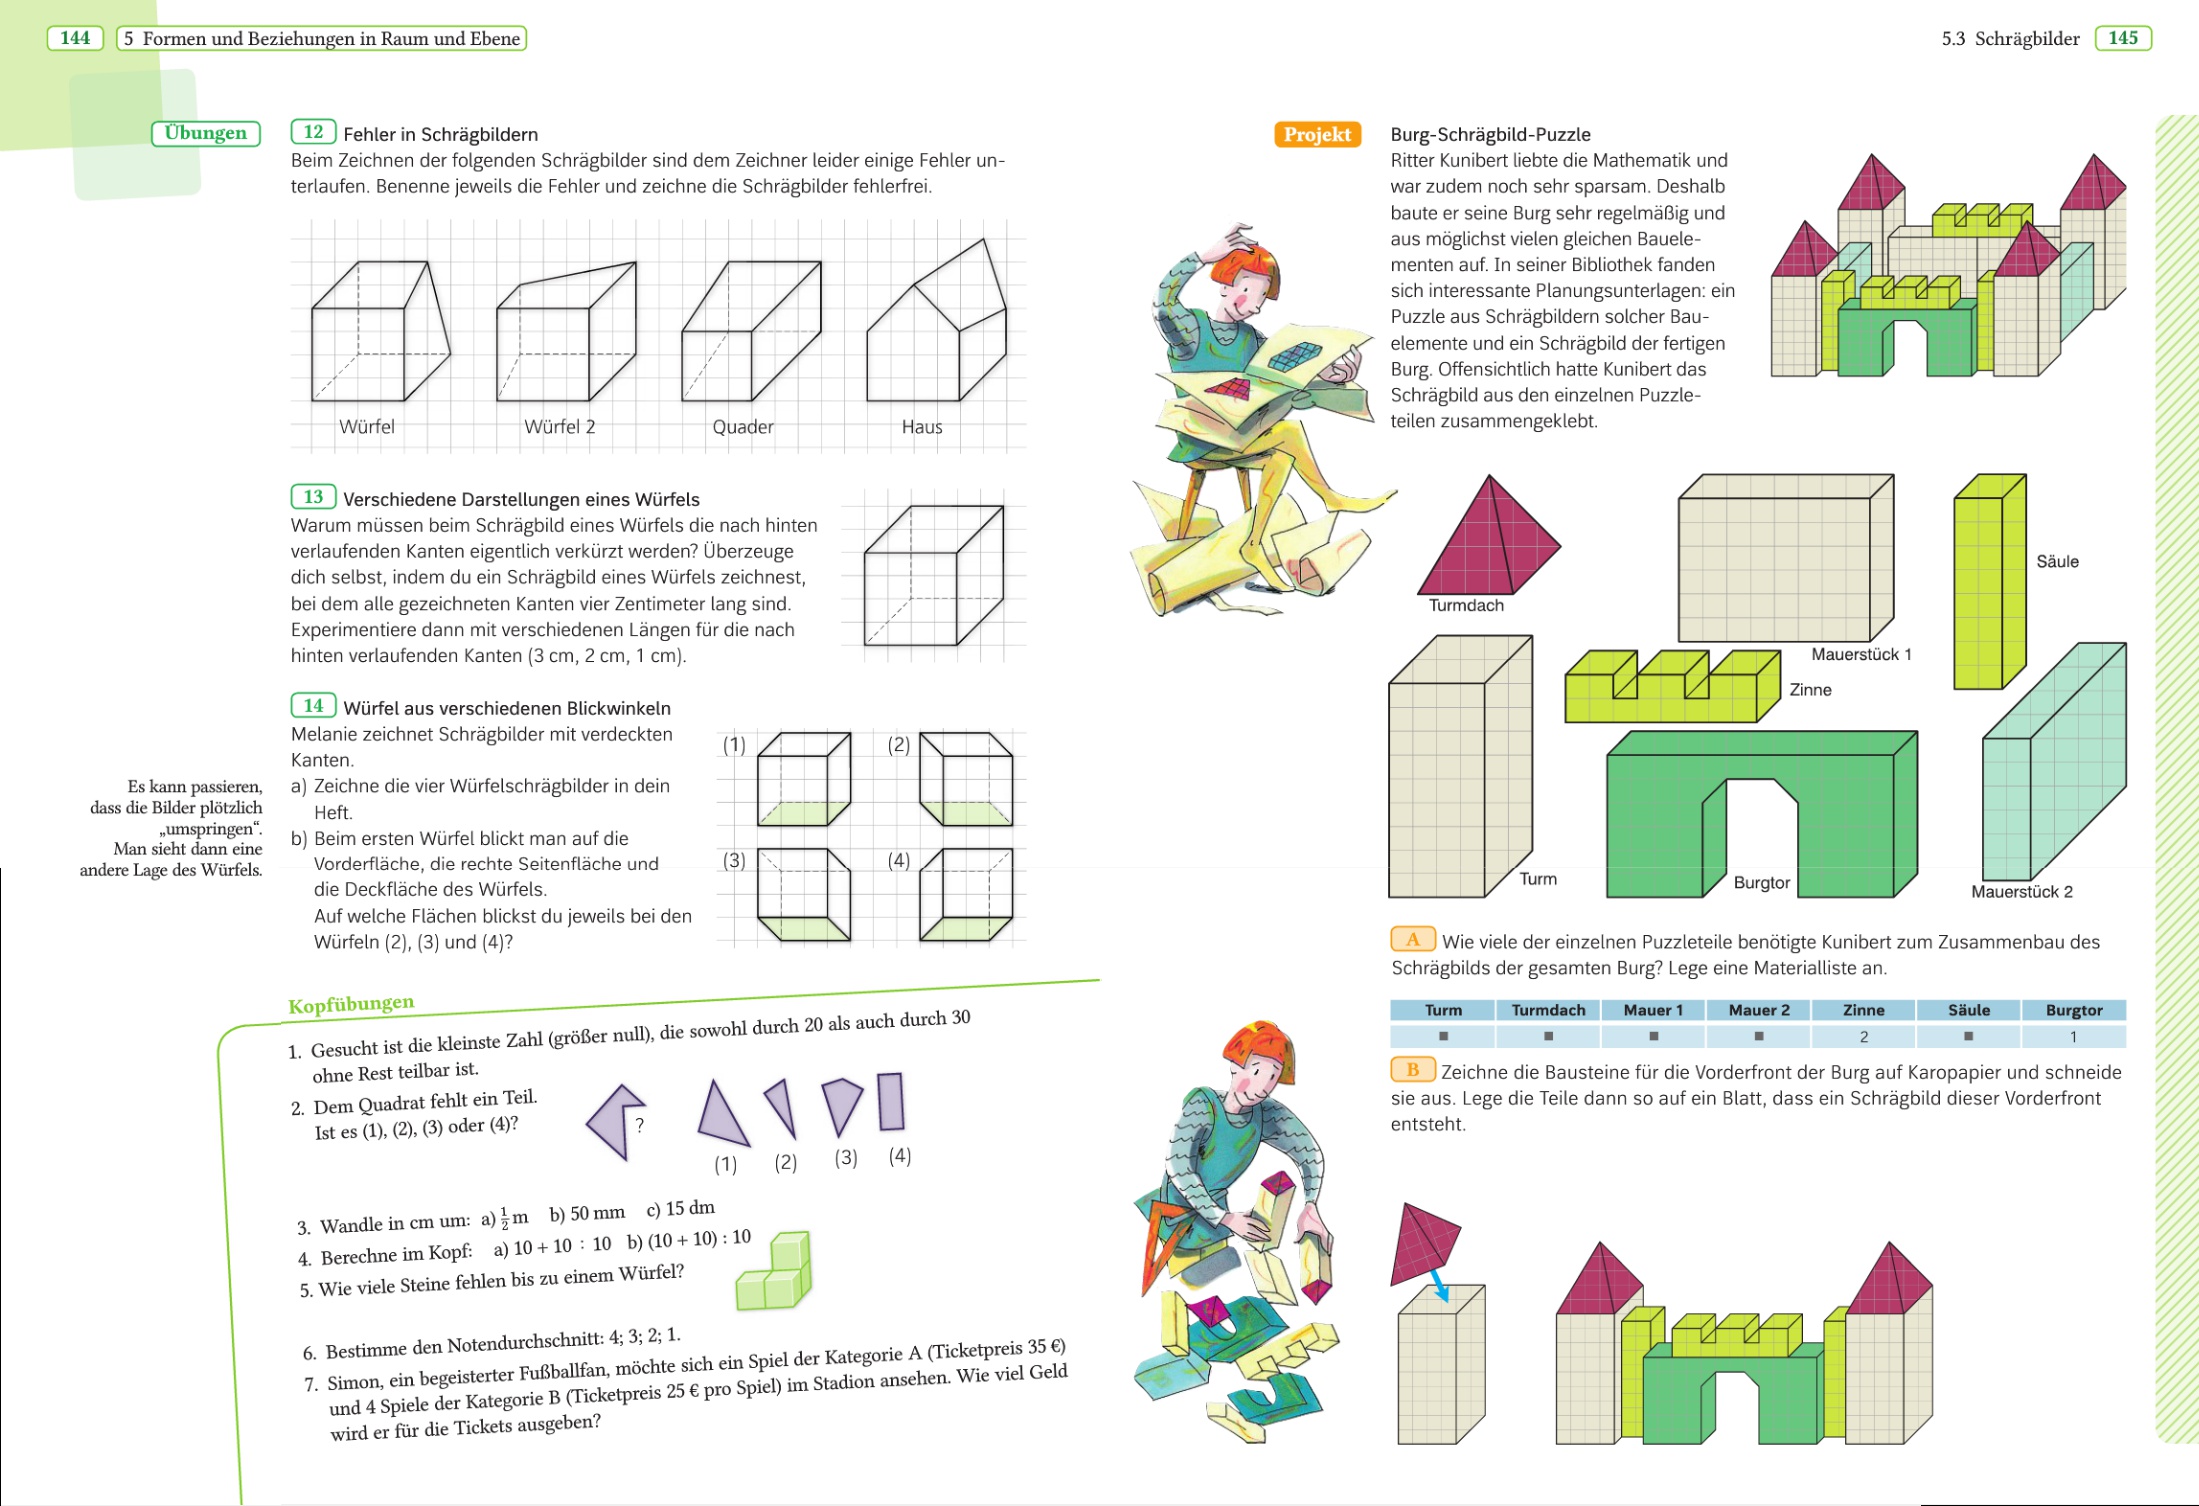 144
5 Formen und Beziehungen in Raum und Ebene
Übungen
12 Fehler in Schrägbildern
Beim Zeichnen der folgenden Schrägbilder sind dem Zeichner leider einige Fehler un-
terlaufen. Benenne jeweils die Fehler und zeichne die Schrägbilder fehlerfrei.
Würfel
Würfel 2
Quader
Haus
13 Verschiedene Darstellungen eines Würfels
Warum müssen beim Schrägbild eines Würfels die nach hinten
verlaufenden Kanten eigentlich verkürzt werden? Überzeuge
dich selbst, indem du ein Schrägbild eines Würfels zeichnest,
bei dem alle gezeichneten Kanten vier Zentimeter lang sind.
Experimentiere dann mit verschiedenen Längen für die nach
hinten verlaufenden Kanten (3 cm, 2 cm, 1 cm).
14 Würfel aus verschiedenen Blickwinkeln
Melanie zeichnet Schrägbilder mit verdeckten
Kanten.
a) Zeichne die vier Würfelschrägbilder in dein
Heft.
b) Beim ersten Würfel blickt man auf die
Vorderfläche, die rechte Seitenfläche und
die Deckfläche des Würfels.
Auf welche Flächen blickst du jeweils bei den
Würfeln (2), (3) und (4)?
(1)
(2)
(3)
(4)
Es kann passieren,
dass die Bilder plötzlich
„umspringen“.
Man sieht dann eine
andere Lage des Würfels.
Kopfübungen
1. Gesucht ist die kleinste Zahl (größer null), die sowohl durch 20 als auch durch 30
ohne Rest teilbar ist.
2. Dem Quadrat fehlt ein Teil.
Ist es (1), (2), (3) oder (4)?
?
(1)
(2)
(3)
(4)
3. Wandle in cm um: a) 1/2 m b) 50 mm c) 15 dm
4. Berechne im Kopf: a) 10 + 10 : 10 b) (10 + 10) : 10
5. Wie viele Steine fehlen bis zu einem Würfel?
6. Bestimme den Notendurchschnitt: 4; 3; 2; 1.
7. Simon, ein begeisterter Fußballfan, möchte sich ein Spiel der Kategorie A (Ticketpreis 35 €)
und 4 Spiele der Kategorie B (Ticketpreis 25 € pro Spiel) im Stadion ansehen. Wie viel Geld
wird er für die Tickets ausgeben?
5.3 Schrägbilder
145
Projekt
Burg-Schrägbild-Puzzle
Ritter Kunibert liebte die Mathematik und
war zudem noch sehr sparsam. Deshalb
baute er seine Burg sehr regelmäßig und
aus möglichst vielen gleichen Bauele-
menten auf. In seiner Bibliothek fanden
sich interessante Planungsunterlagen: ein
Puzzle aus Schrägbildern solcher Bau-
elemente und ein Schrägbild der fertigen
Burg. Offensichtlich hatte Kunibert das
Schrägbild aus den einzelnen Puzzle-
teilen zusammengeklebt.
Turmdach
Mauerstück 1
Säule
Zinne
Turm
Burgtor
Mauerstück 2
A Wie viele der einzelnen Puzzleteile benötigte Kunibert zum Zusammenbau des
Schrägbilds der gesamten Burg? Lege eine Materialliste an.
Turm Turmdach Mauer 1 Mauer 2 Zinne Säule Burgtor
■ ■ ■ ■ 2 ■ 1
B Zeichne die Bausteine für die Vorderfront der Burg auf Karopapier und schneide
sie aus. Lege die Teile dann so auf ein Blatt, dass ein Schrägbild dieser Vorderfront
entsteht.